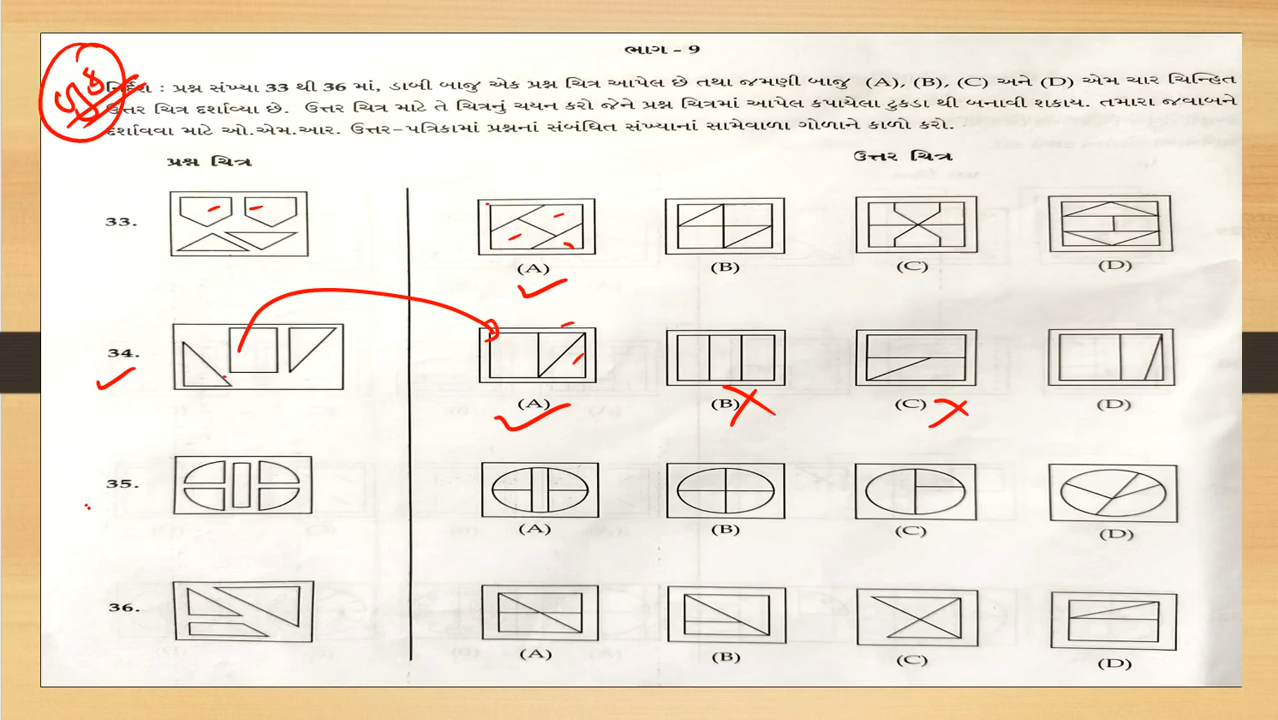 ભાગ - 9
નિર્દેશ : પ્રશ્ન સંખ્યા 33 થી 36 માં, ડાબી બાજુ એક પ્રશ્ન ચિત્ર આપેલ છે તથા જમણી બાજુ (A), (B), (C) અને (D) એમ ચાર ચિન્હિત
ઉત્તર ચિત્ર દર્શાવ્યા છે. ઉત્તર ચિત્ર માટે તે ચિત્રનું ચયન કરો જેને પ્રશ્ન ચિત્રમાં આપેલ કપાયેલા ટુકડા થી બનાવી શકાય. તમારા જવાબને
દર્શાવવા માટે ઓ.એમ.આર. ઉત્તર-પત્રિકામાં પ્રશ્નનાં સંબંધિત સંખ્યાનાં સામેવાળા ગોળાને કાળો કરો.
પ્રશ્ન ચિત્ર ઉત્તર ચિત્ર
33.
(A) (B) (C) (D)
34.
(A) (B) (C) (D)
35.
(A) (B) (C) (D)
36.
(A) (B) (C) (D)